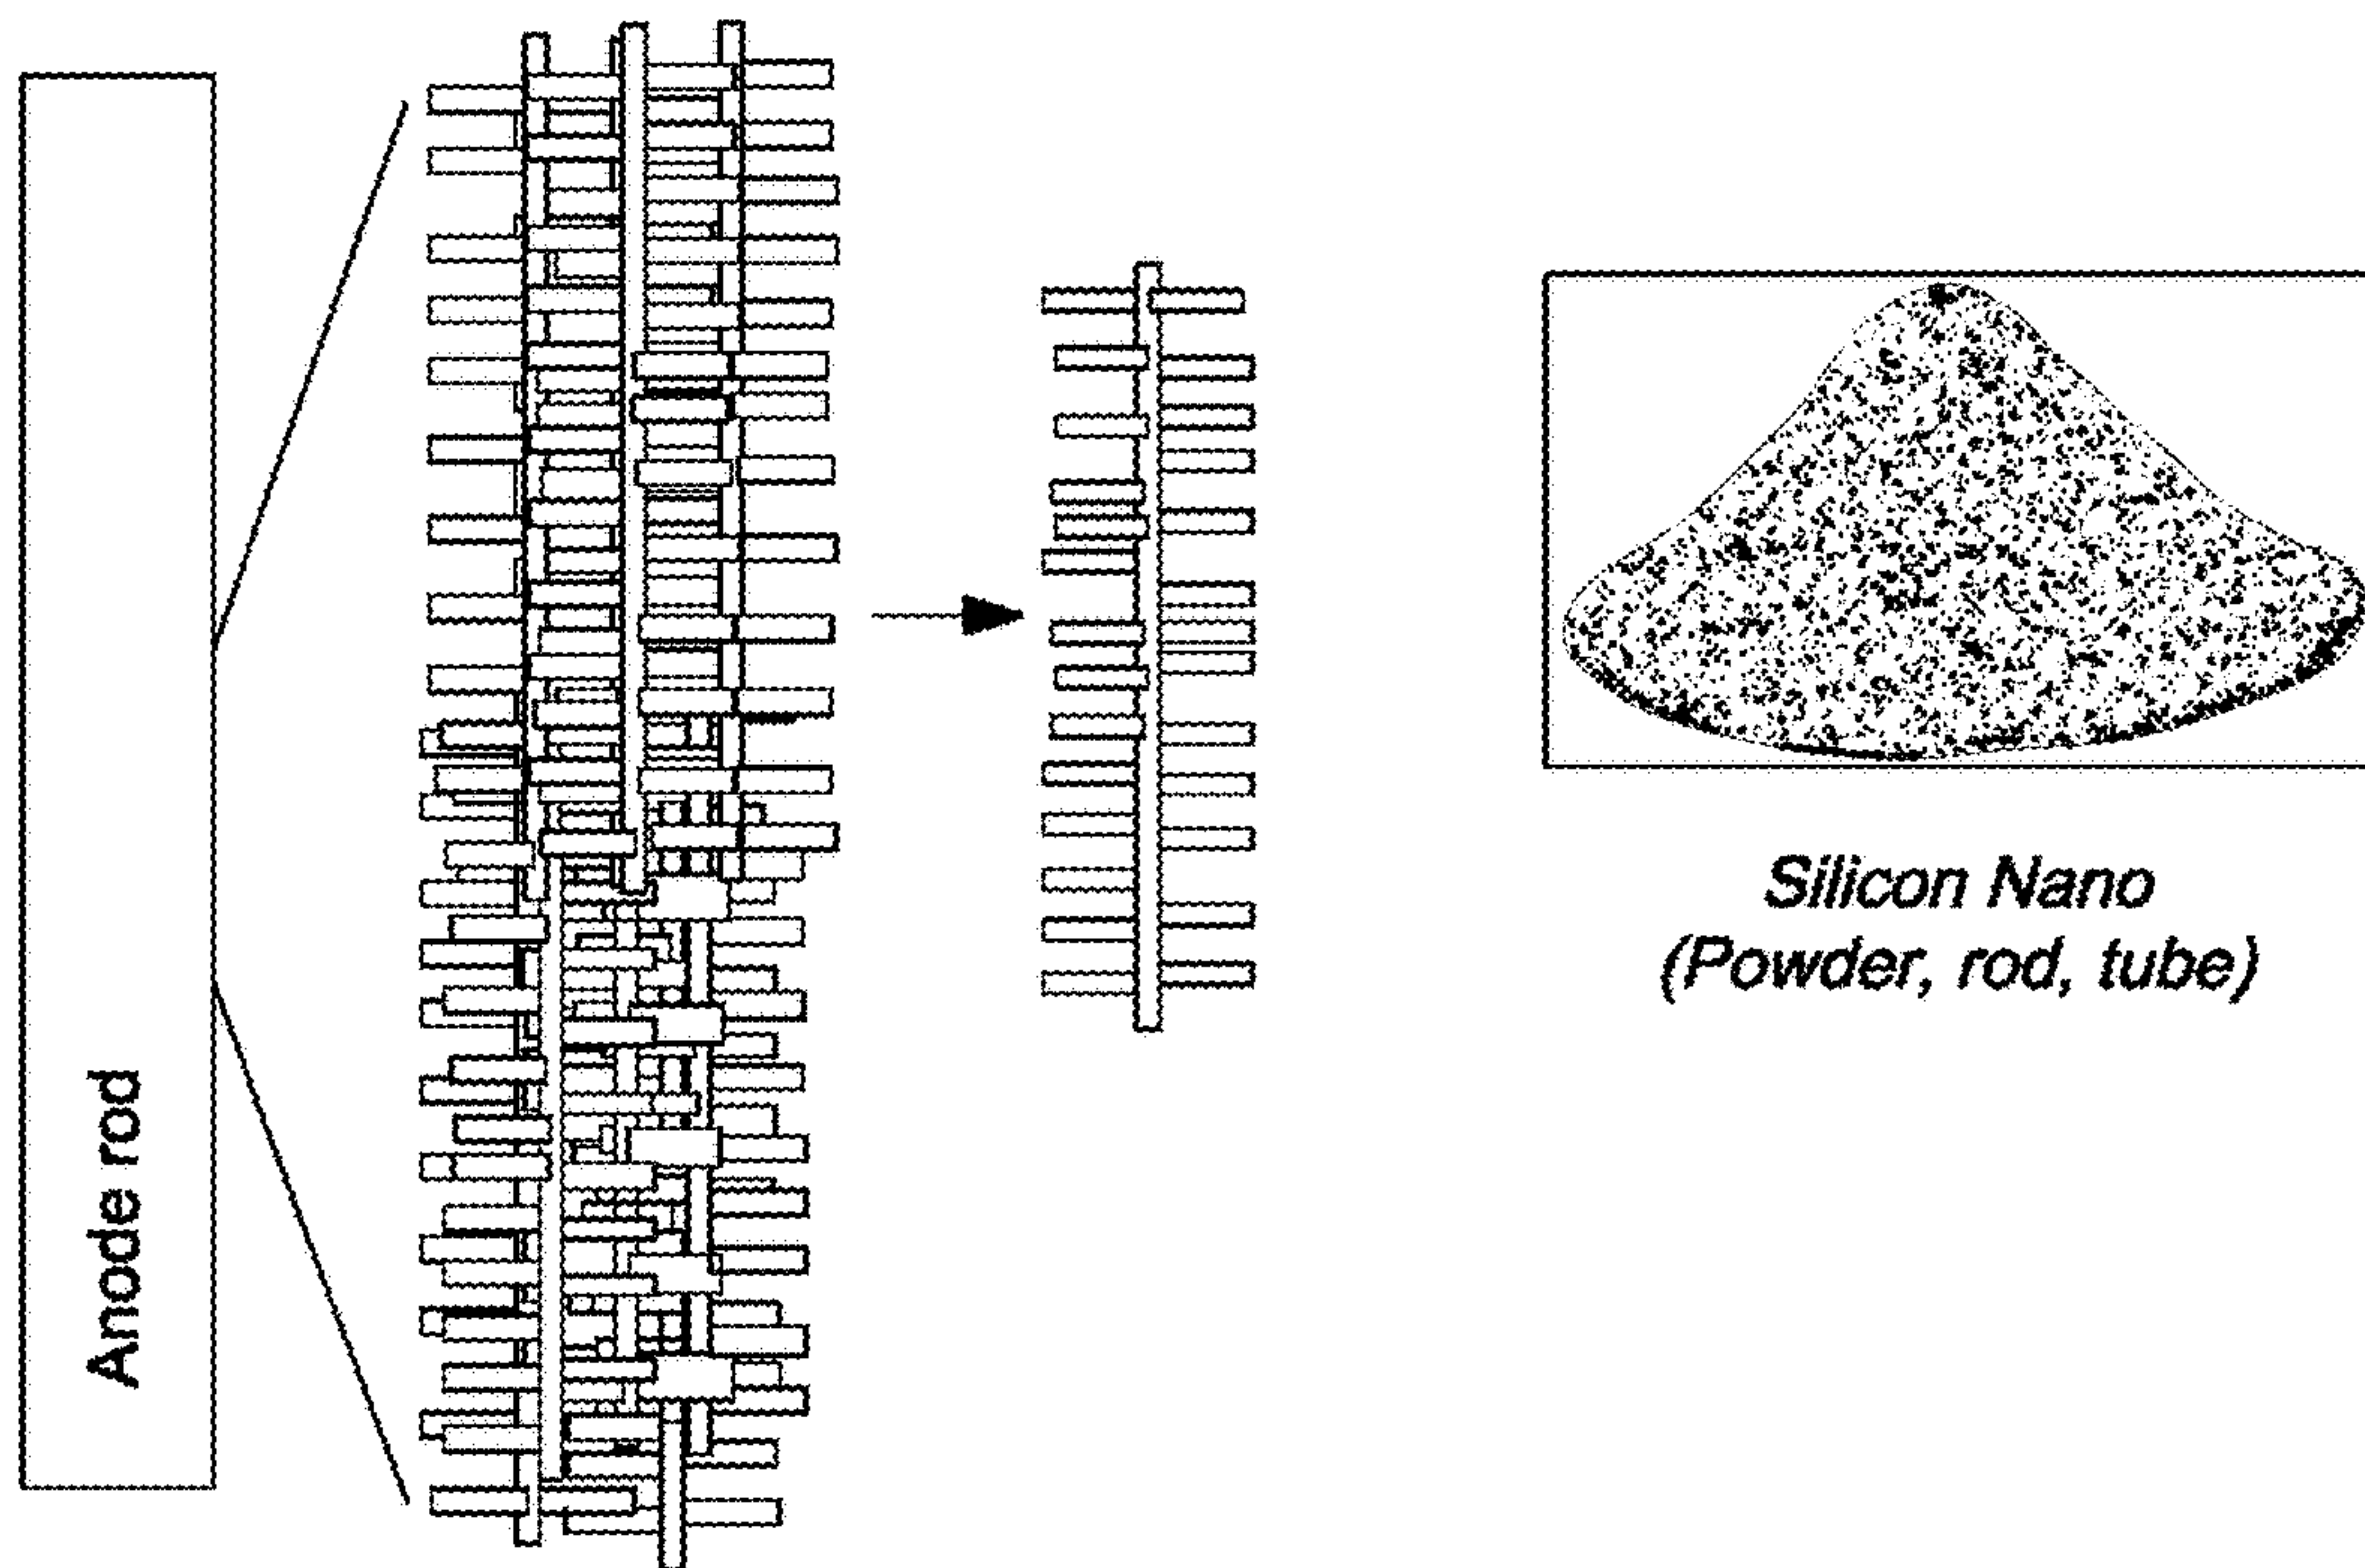 Anode rod
Silicon Nano
(Powder, rod, tube)